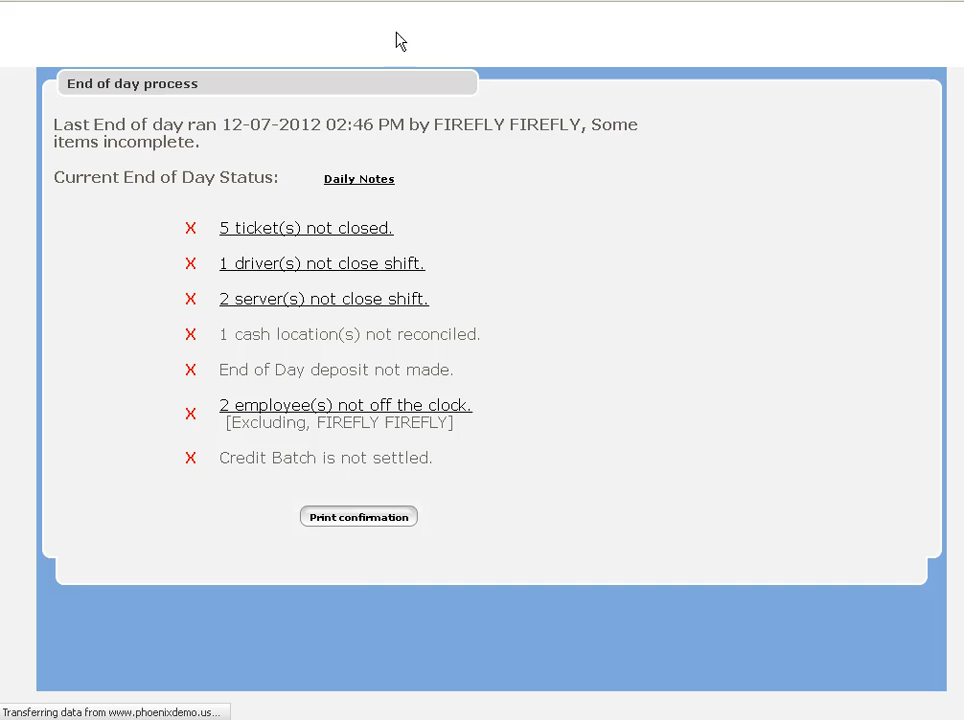 End of day process
Last End of day ran 12-07-2012 02:46 PM by FIREFLY FIREFLY, Some
items incomplete.
Current End of Day Status: Daily Notes
X 5 ticket(s) not closed.
X 1 driver(s) not close shift.
X 2 server(s) not close shift.
X 1 cash location(s) not reconciled.
X End of Day deposit not made.
X 2 employee(s) not off the clock.
[Excluding, FIREFLY FIREFLY]
X Credit Batch is not settled.
Print confirmation
Transferring data from www.phoenixdemo.us...